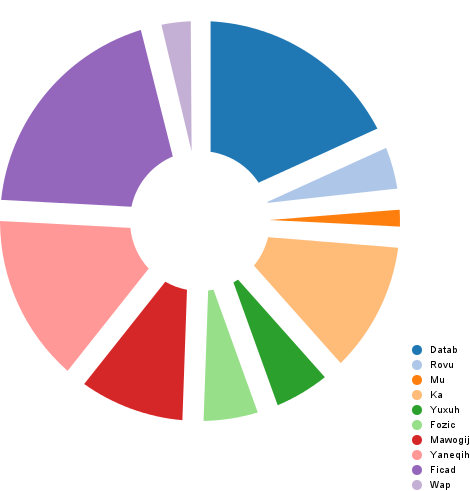 Datab
Rovu
Mu
Ka
Yuxuh
Fozic
Mawogij
Yaneqih
Ficad
Wap